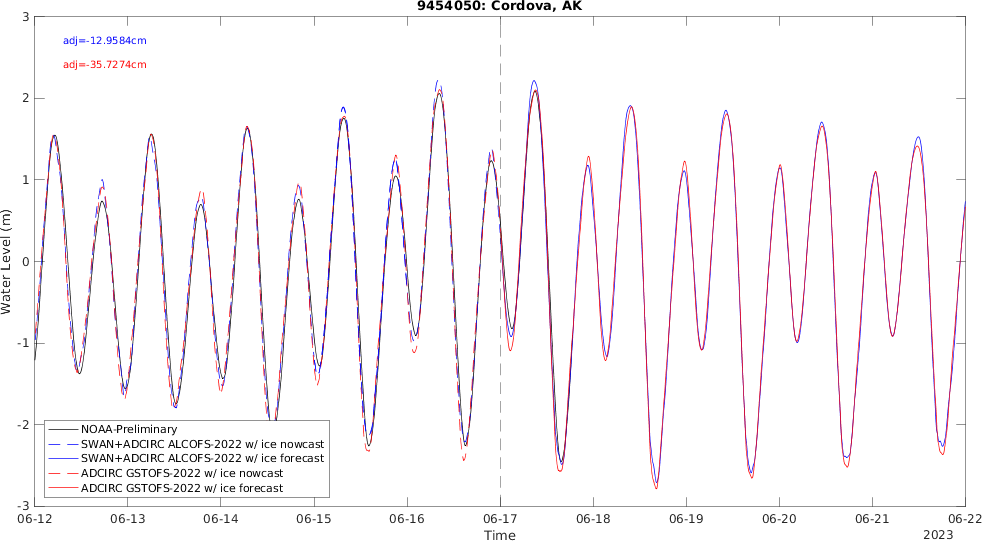 9454050: Cordova, AK
adj=-12.9584cm
adj=-35.7274cm
Water Level (m)
3
2
1
0
-1
-2
-3
NOAA-Preliminary
SWAN+ADCIRC ALCOFS-2022 w/ ice nowcast
SWAN+ADCIRC ALCOFS-2022 w/ ice forecast
ADCIRC GSTOFS-2022 w/ ice nowcast
ADCIRC GSTOFS-2022 w/ ice forecast
06-12 06-13 06-14 06-15 06-16 06-17 06-18 06-19 06-20 06-21 06-22
Time
2023